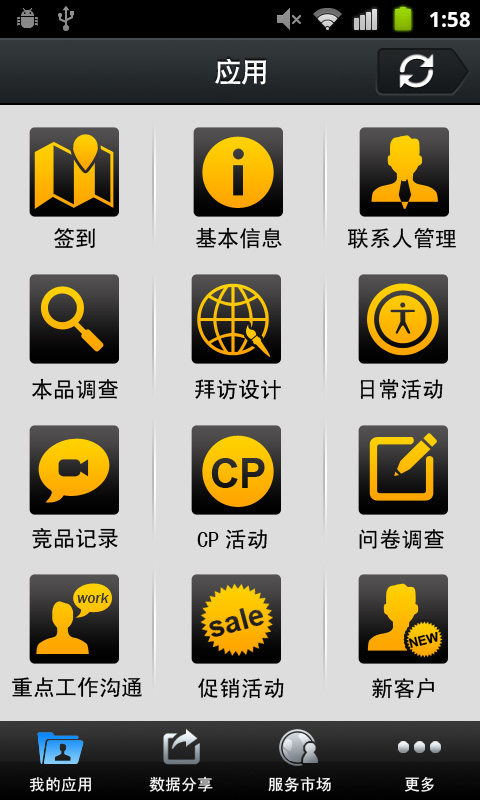 1:58
应用
签到
基本信息
联系人管理
本品调查
拜访设计
日常活动
竞品记录
CP
CP 活动
问卷调查
work
重点工作沟通
sale
促销活动
NEW
新客户
我的应用
数据分享
服务市场
更多